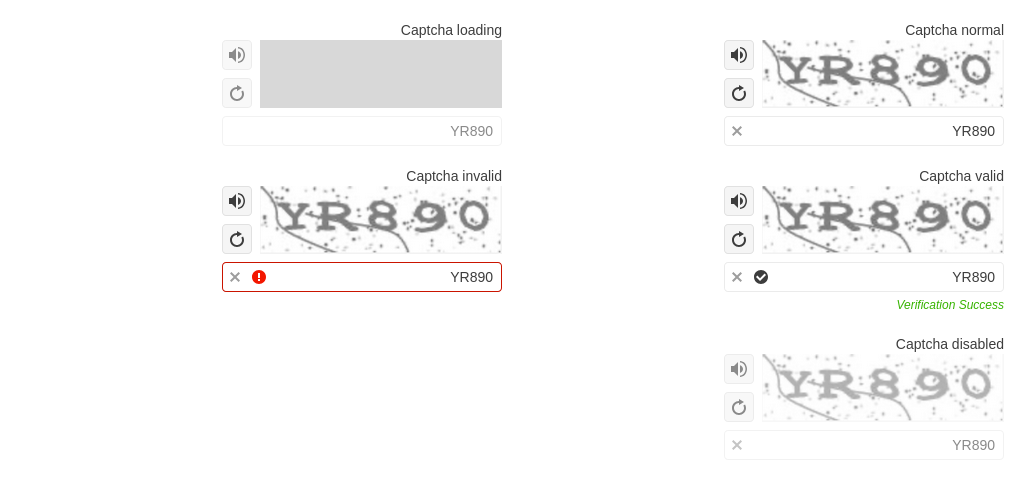 Captcha loading
YR890
Captcha normal
YR890
YR890
Captcha invalid
YR890
YR890
Captcha valid
YR890
YR890
Verification Success
Captcha disabled
YR890
YR890